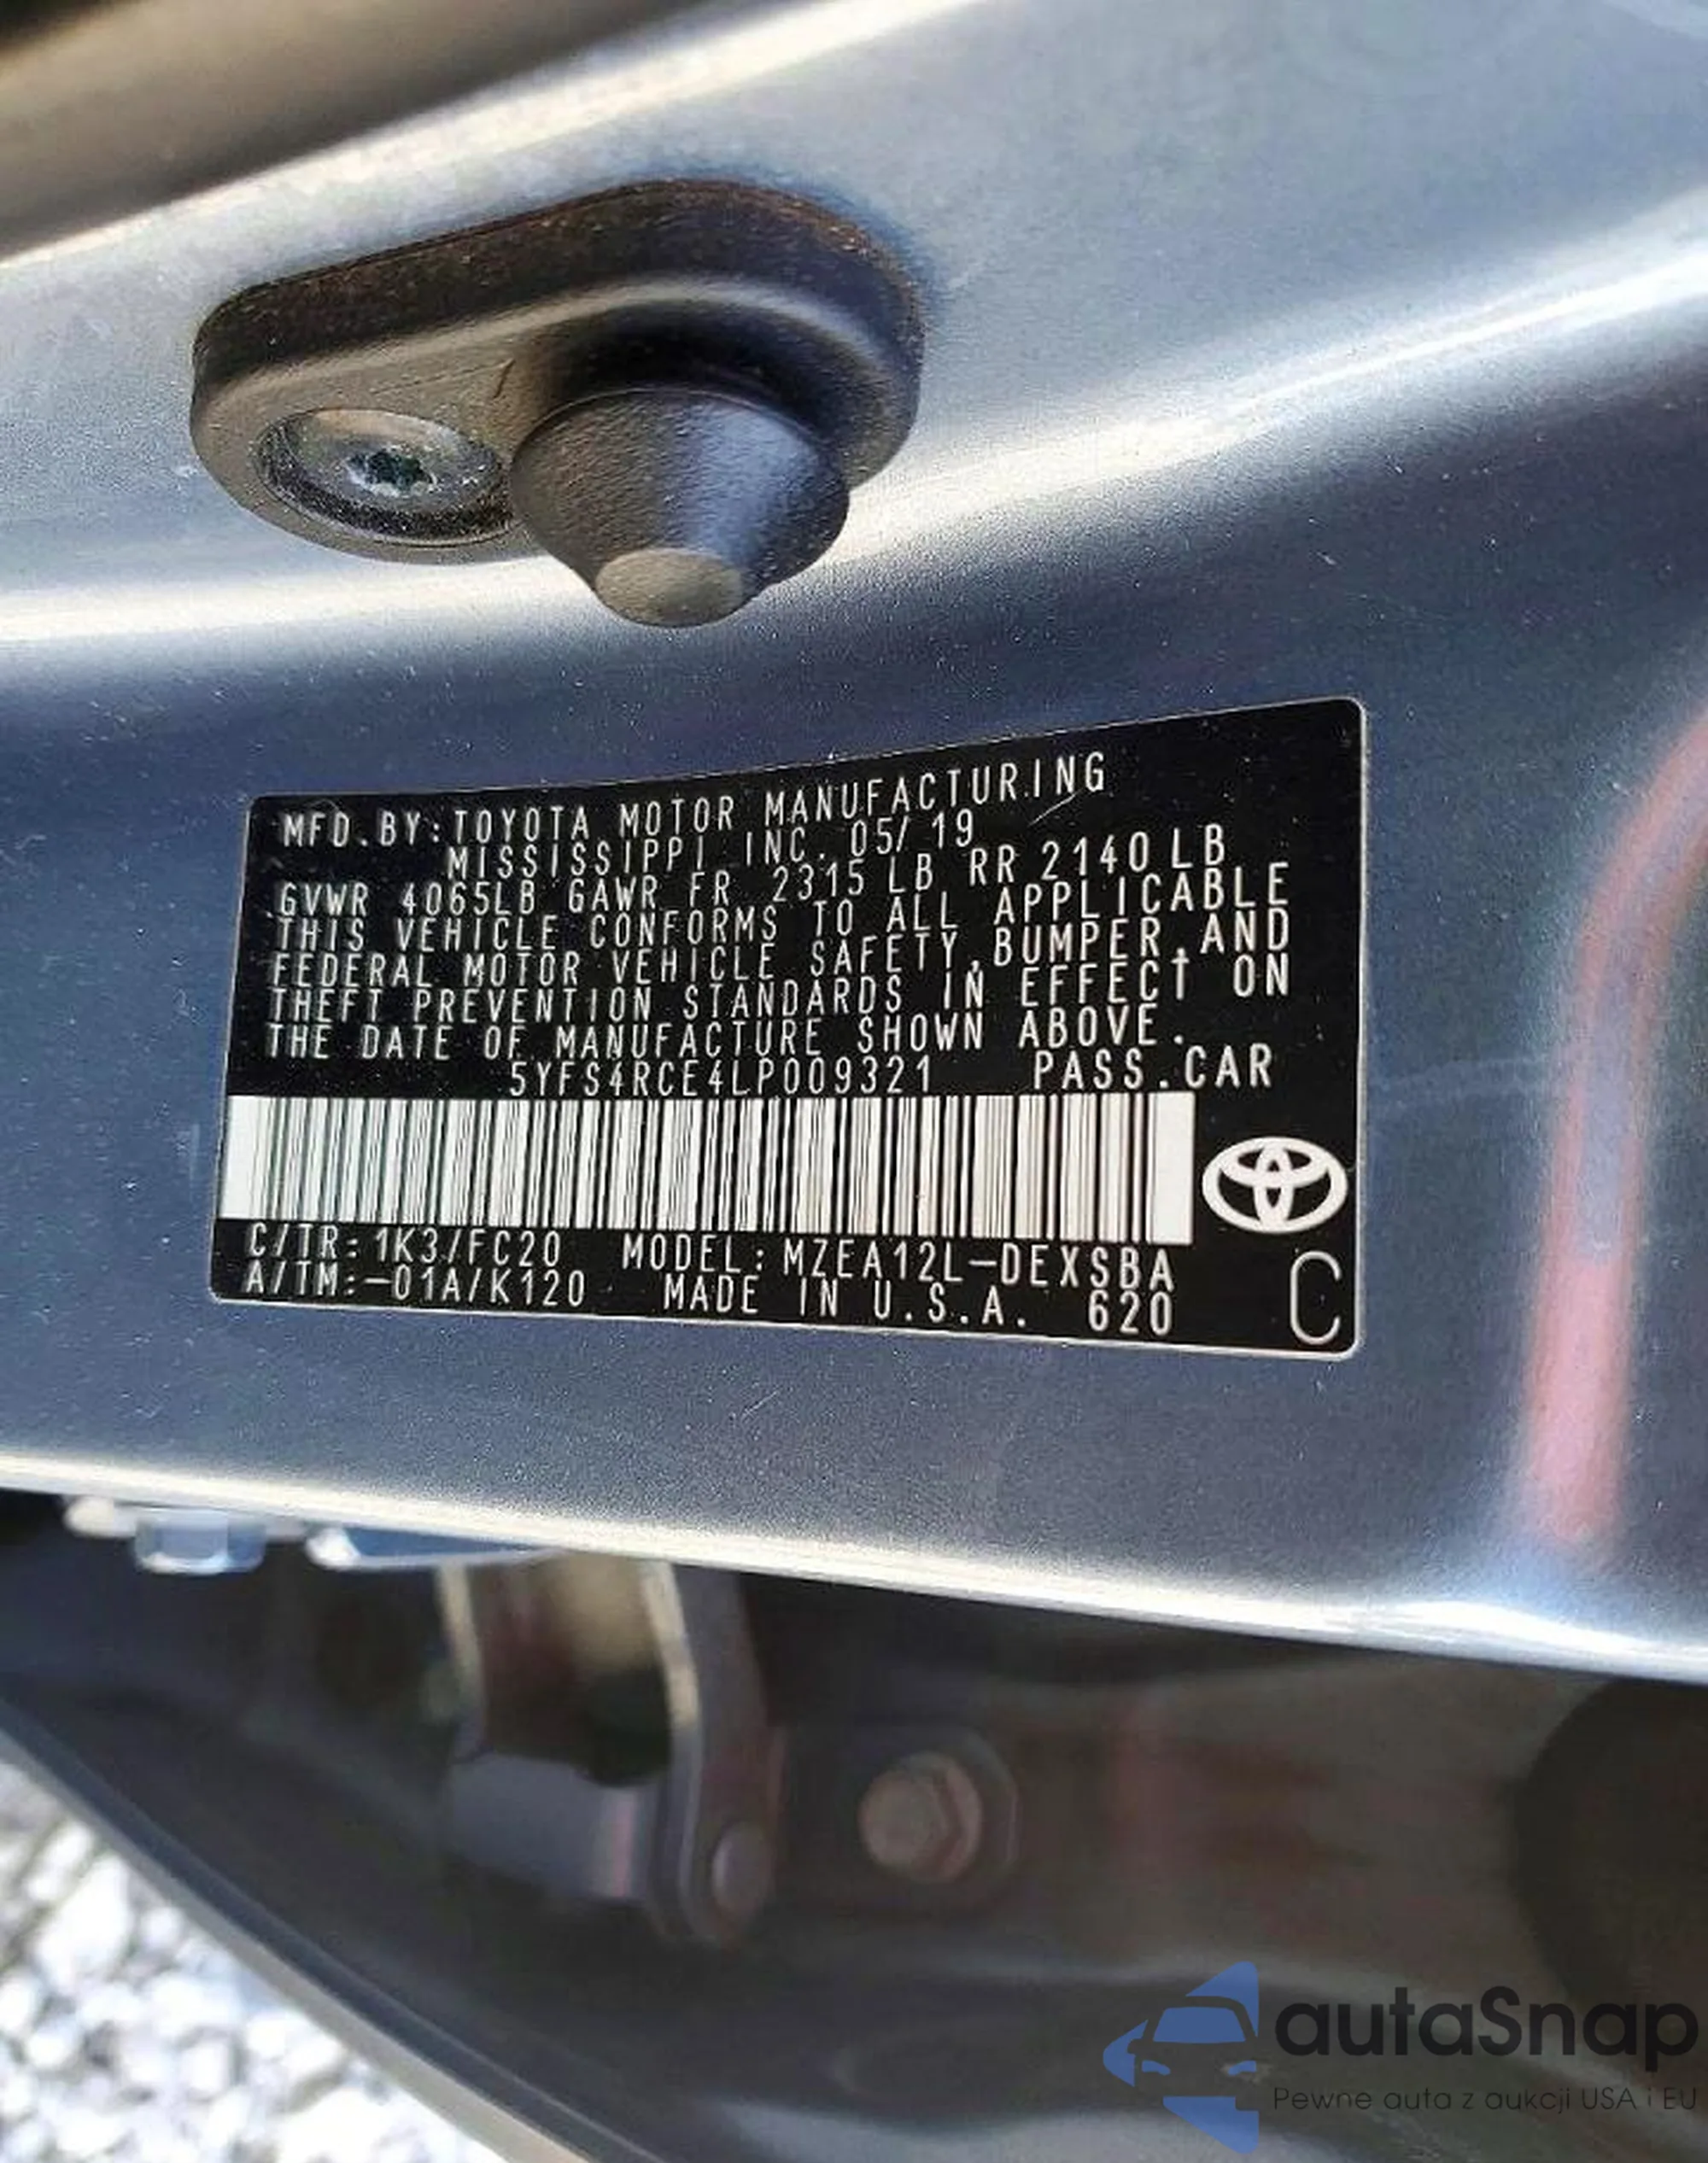 MFD.BY:TOYOTA MOTOR MANUFACTURING
MISSISSIPPI INC. 05/19
GVWR 4065LB GAWR FR 2315 LB RR 2140 LB
THIS VEHICLE CONFORMS TO ALL APPLICABLE
FEDERAL MOTOR VEHICLE SAFETY,BUMPER,AND
THEFT PREVENTION STANDARDS IN EFFECT ON
THE DATE OF MANUFACTURE SHOWN ABOVE.
5YFS4RCE4LP009321 PASS.CAR
C/TR:1K3/FC20 MODEL:MZEA12L-DEXSBA
A/TM:-01A/K120 MADE IN U.S.A. 620
C
autaSnap
Pewne auta z aukcji USA i EU